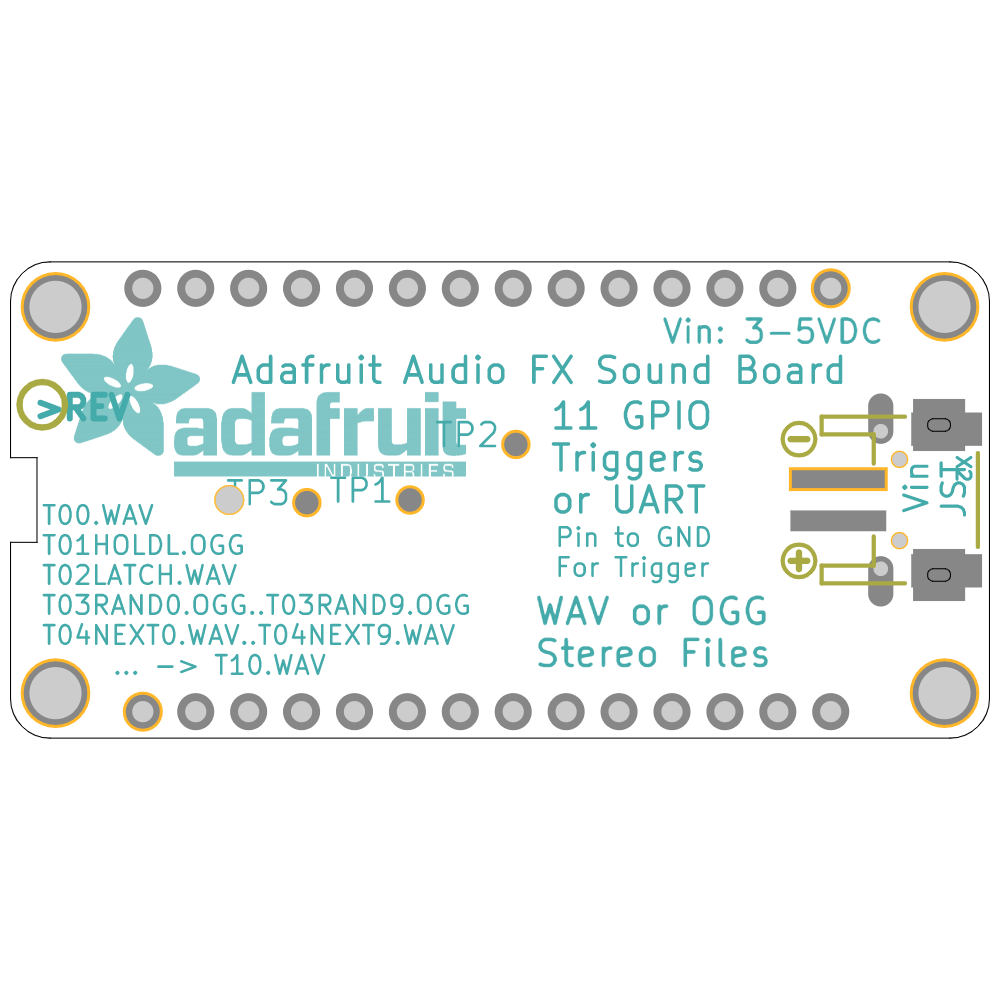 Vin: 3-5VDC
Adafruit Audio FX Sound Board
>REV
adafruit
INDUSTRIES
TP2
TP3
TP1
11 GPIO
Triggers
or UART
Pin to GND
For Trigger
WAV or OGG
Stereo Files
T00.WAV
T01HOLDL.OGG
T02LATCH.WAV
T03RAND0.OGG..T03RAND9.OGG
T04NEXT0.WAV..T04NEXT9.WAV
... -> T10.WAV
-
+
Vin
JST
X2